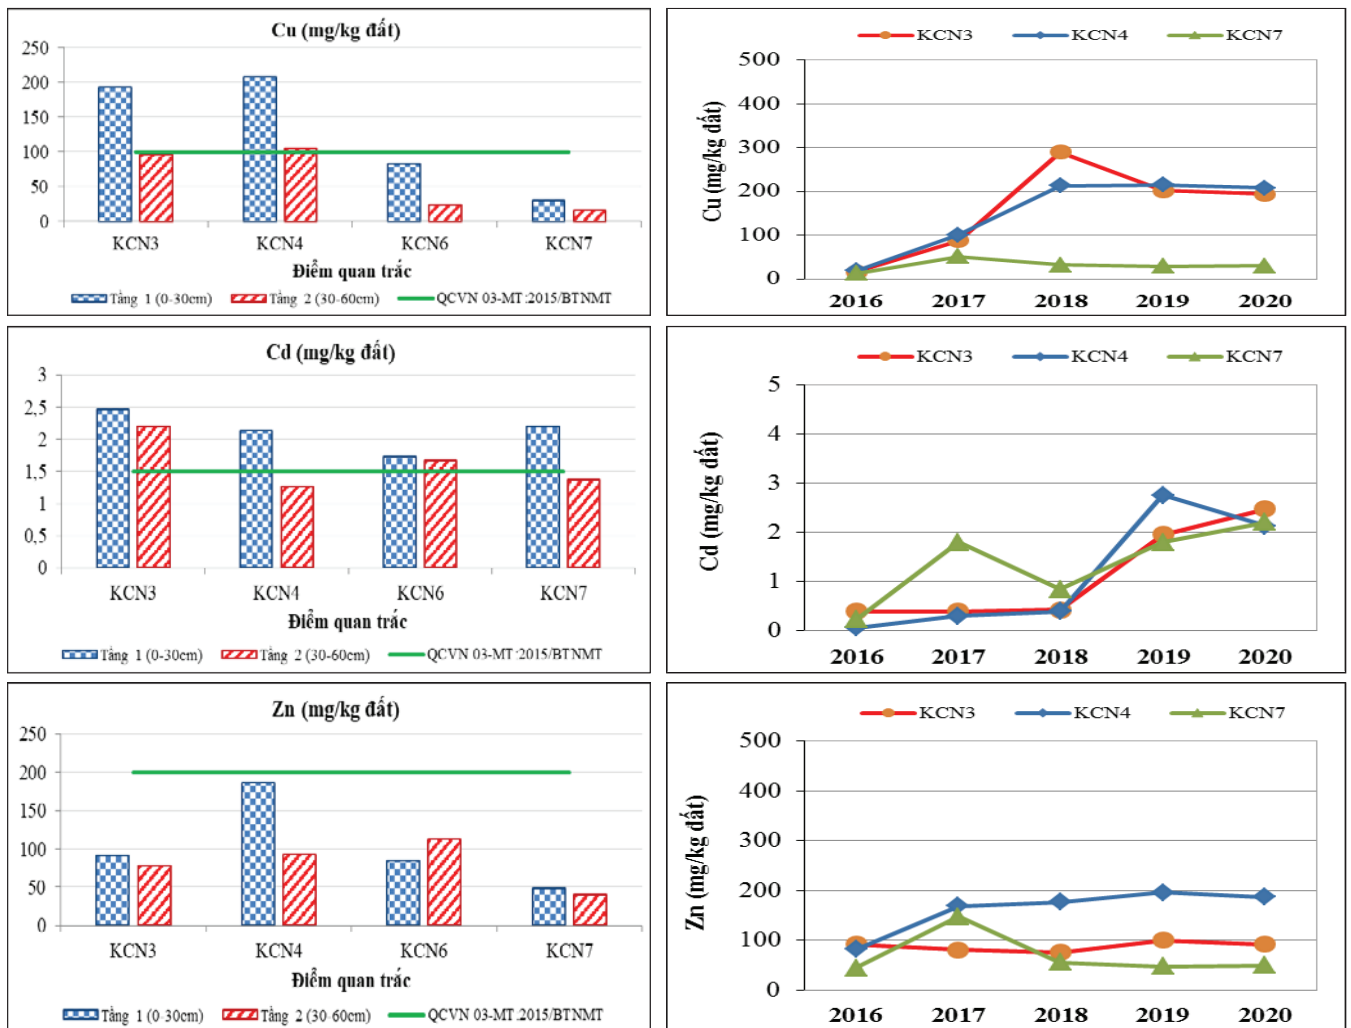 Cu (mg/kg đất)
250
200
150
100
50
0
KCN3 KCN4 KCN6 KCN7
Điểm quan trắc
Tầng 1 (0-30cm) Tầng 2 (30-60cm) QCVN 03-MT:2015/BTNMT
KCN3 KCN4 KCN7
Cu (mg/kg đất)
500
400
300
200
100
0
2016 2017 2018 2019 2020
Cd (mg/kg đất)
3
2,5
2
1,5
1
0,5
0
KCN3 KCN4 KCN6 KCN7
Điểm quan trắc
Tầng 1 (0-30cm) Tầng 2 (30-60cm) QCVN 03-MT:2015/BTNMT
KCN3 KCN4 KCN7
Cd (mg/kg đất)
5
4
3
2
1
0
2016 2017 2018 2019 2020
Zn (mg/kg đất)
250
200
150
100
50
0
KCN3 KCN4 KCN6 KCN7
Điểm quan trắc
Tầng 1 (0-30cm) Tầng 2 (30-60cm) QCVN 03-MT:2015/BTNMT
KCN3 KCN4 KCN7
Zn (mg/kg đất)
500
400
300
200
100
0
2016 2017 2018 2019 2020